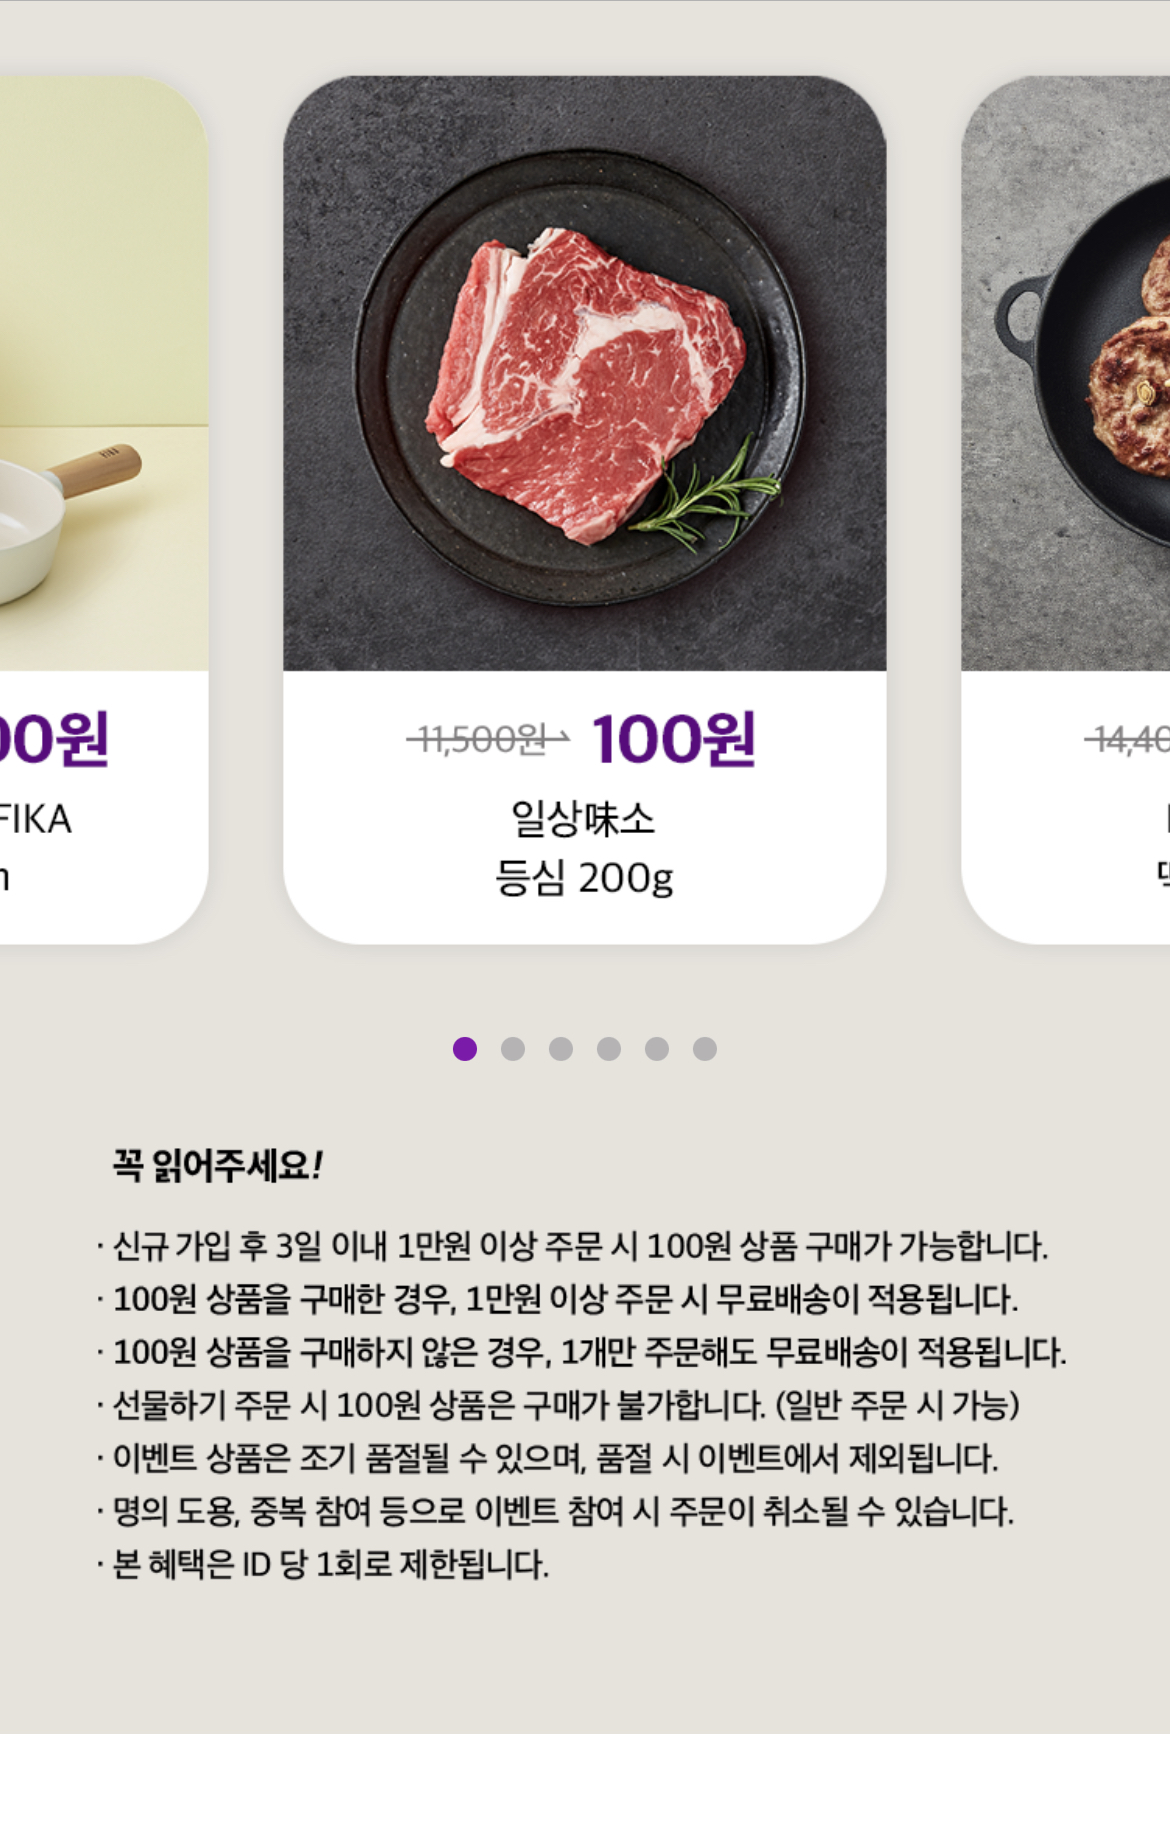 00원
FIKA
11,500원
100원
일상味소
등심 200g
14,40
꼭 읽어주세요!
· 신규 가입 후 3일 이내 1만원 이상 주문 시 100원 상품 구매가 가능합니다.
· 100원 상품을 구매한 경우, 1만원 이상 주문 시 무료배송이 적용됩니다.
· 100원 상품을 구매하지 않은 경우, 1개만 주문해도 무료배송이 적용됩니다.
· 선물하기 주문 시 100원 상품은 구매가 불가합니다. (일반 주문 시 가능)
· 이벤트 상품은 조기 품절될 수 있으며, 품절 시 이벤트에서 제외됩니다.
· 명의 도용, 중복 참여 등으로 이벤트 참여 시 주문이 취소될 수 있습니다.
· 본 혜택은 ID 당 1회로 제한됩니다.